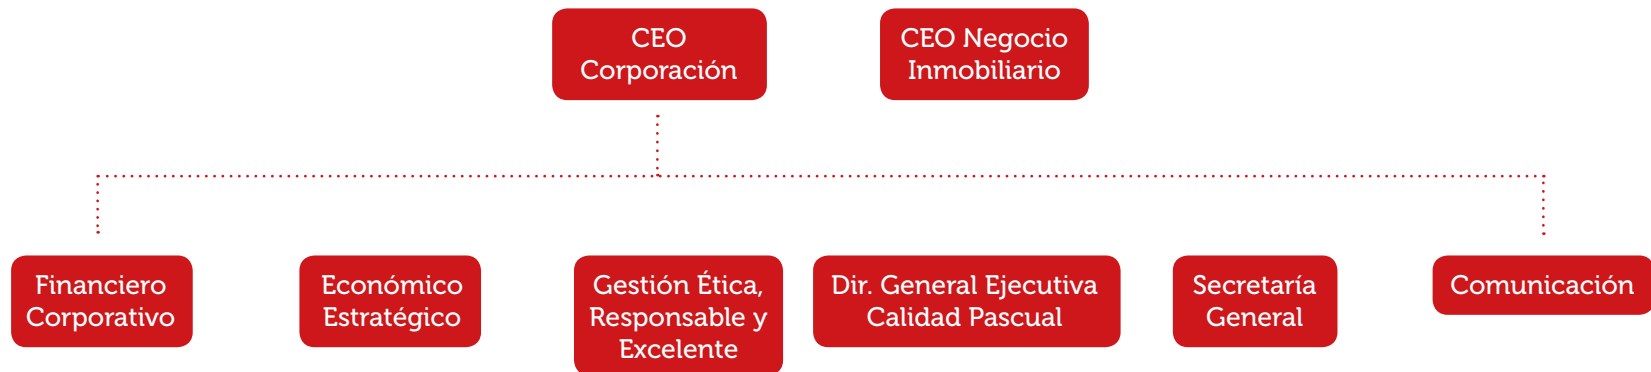 CEO
Corporación
CEO Negocio
Inmobiliario
Financiero
Corporativo
Económico
Estratégico
Gestión Ética,
Responsable y
Excelente
Dir. General Ejecutiva
Calidad Pascual
Secretaría
General
Comunicación